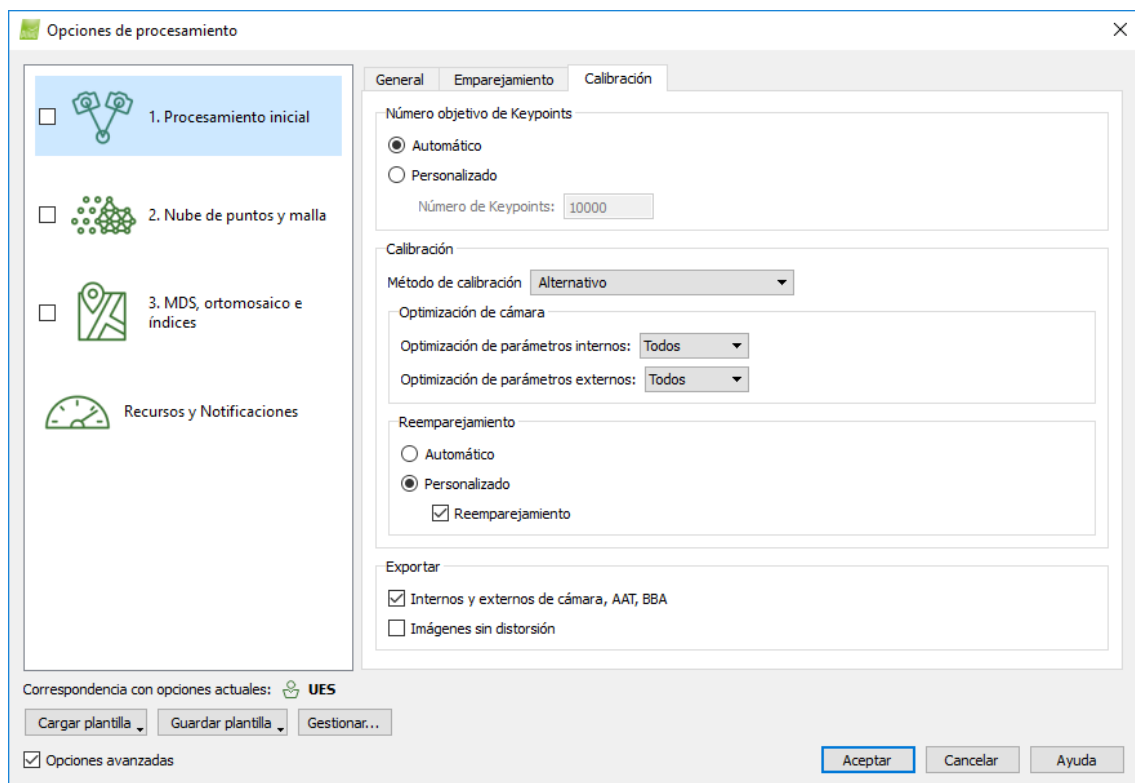 Opciones de procesamiento
1. Procesamiento inicial
2. Nube de puntos y malla
3. MDS, ortomosaico e
índices
Recursos y Notificaciones
General Emparejamiento Calibración
Número objetivo de Keypoints
Automático
Personalizado
Número de Keypoints: 10000
Calibración
Método de calibración Alternativo
Optimización de cámara
Optimización de parámetros internos: Todos
Optimización de parámetros externos: Todos
Reemparejamiento
Automático
Personalizado
Reemparejamiento
Exportar
Internos y externos de cámara, AAT, BBA
Imágenes sin distorsión
Correspondencia con opciones actuales: UES
Cargar plantilla Guardar plantilla Gestionar...
Opciones avanzadas
Aceptar Cancelar Ayuda